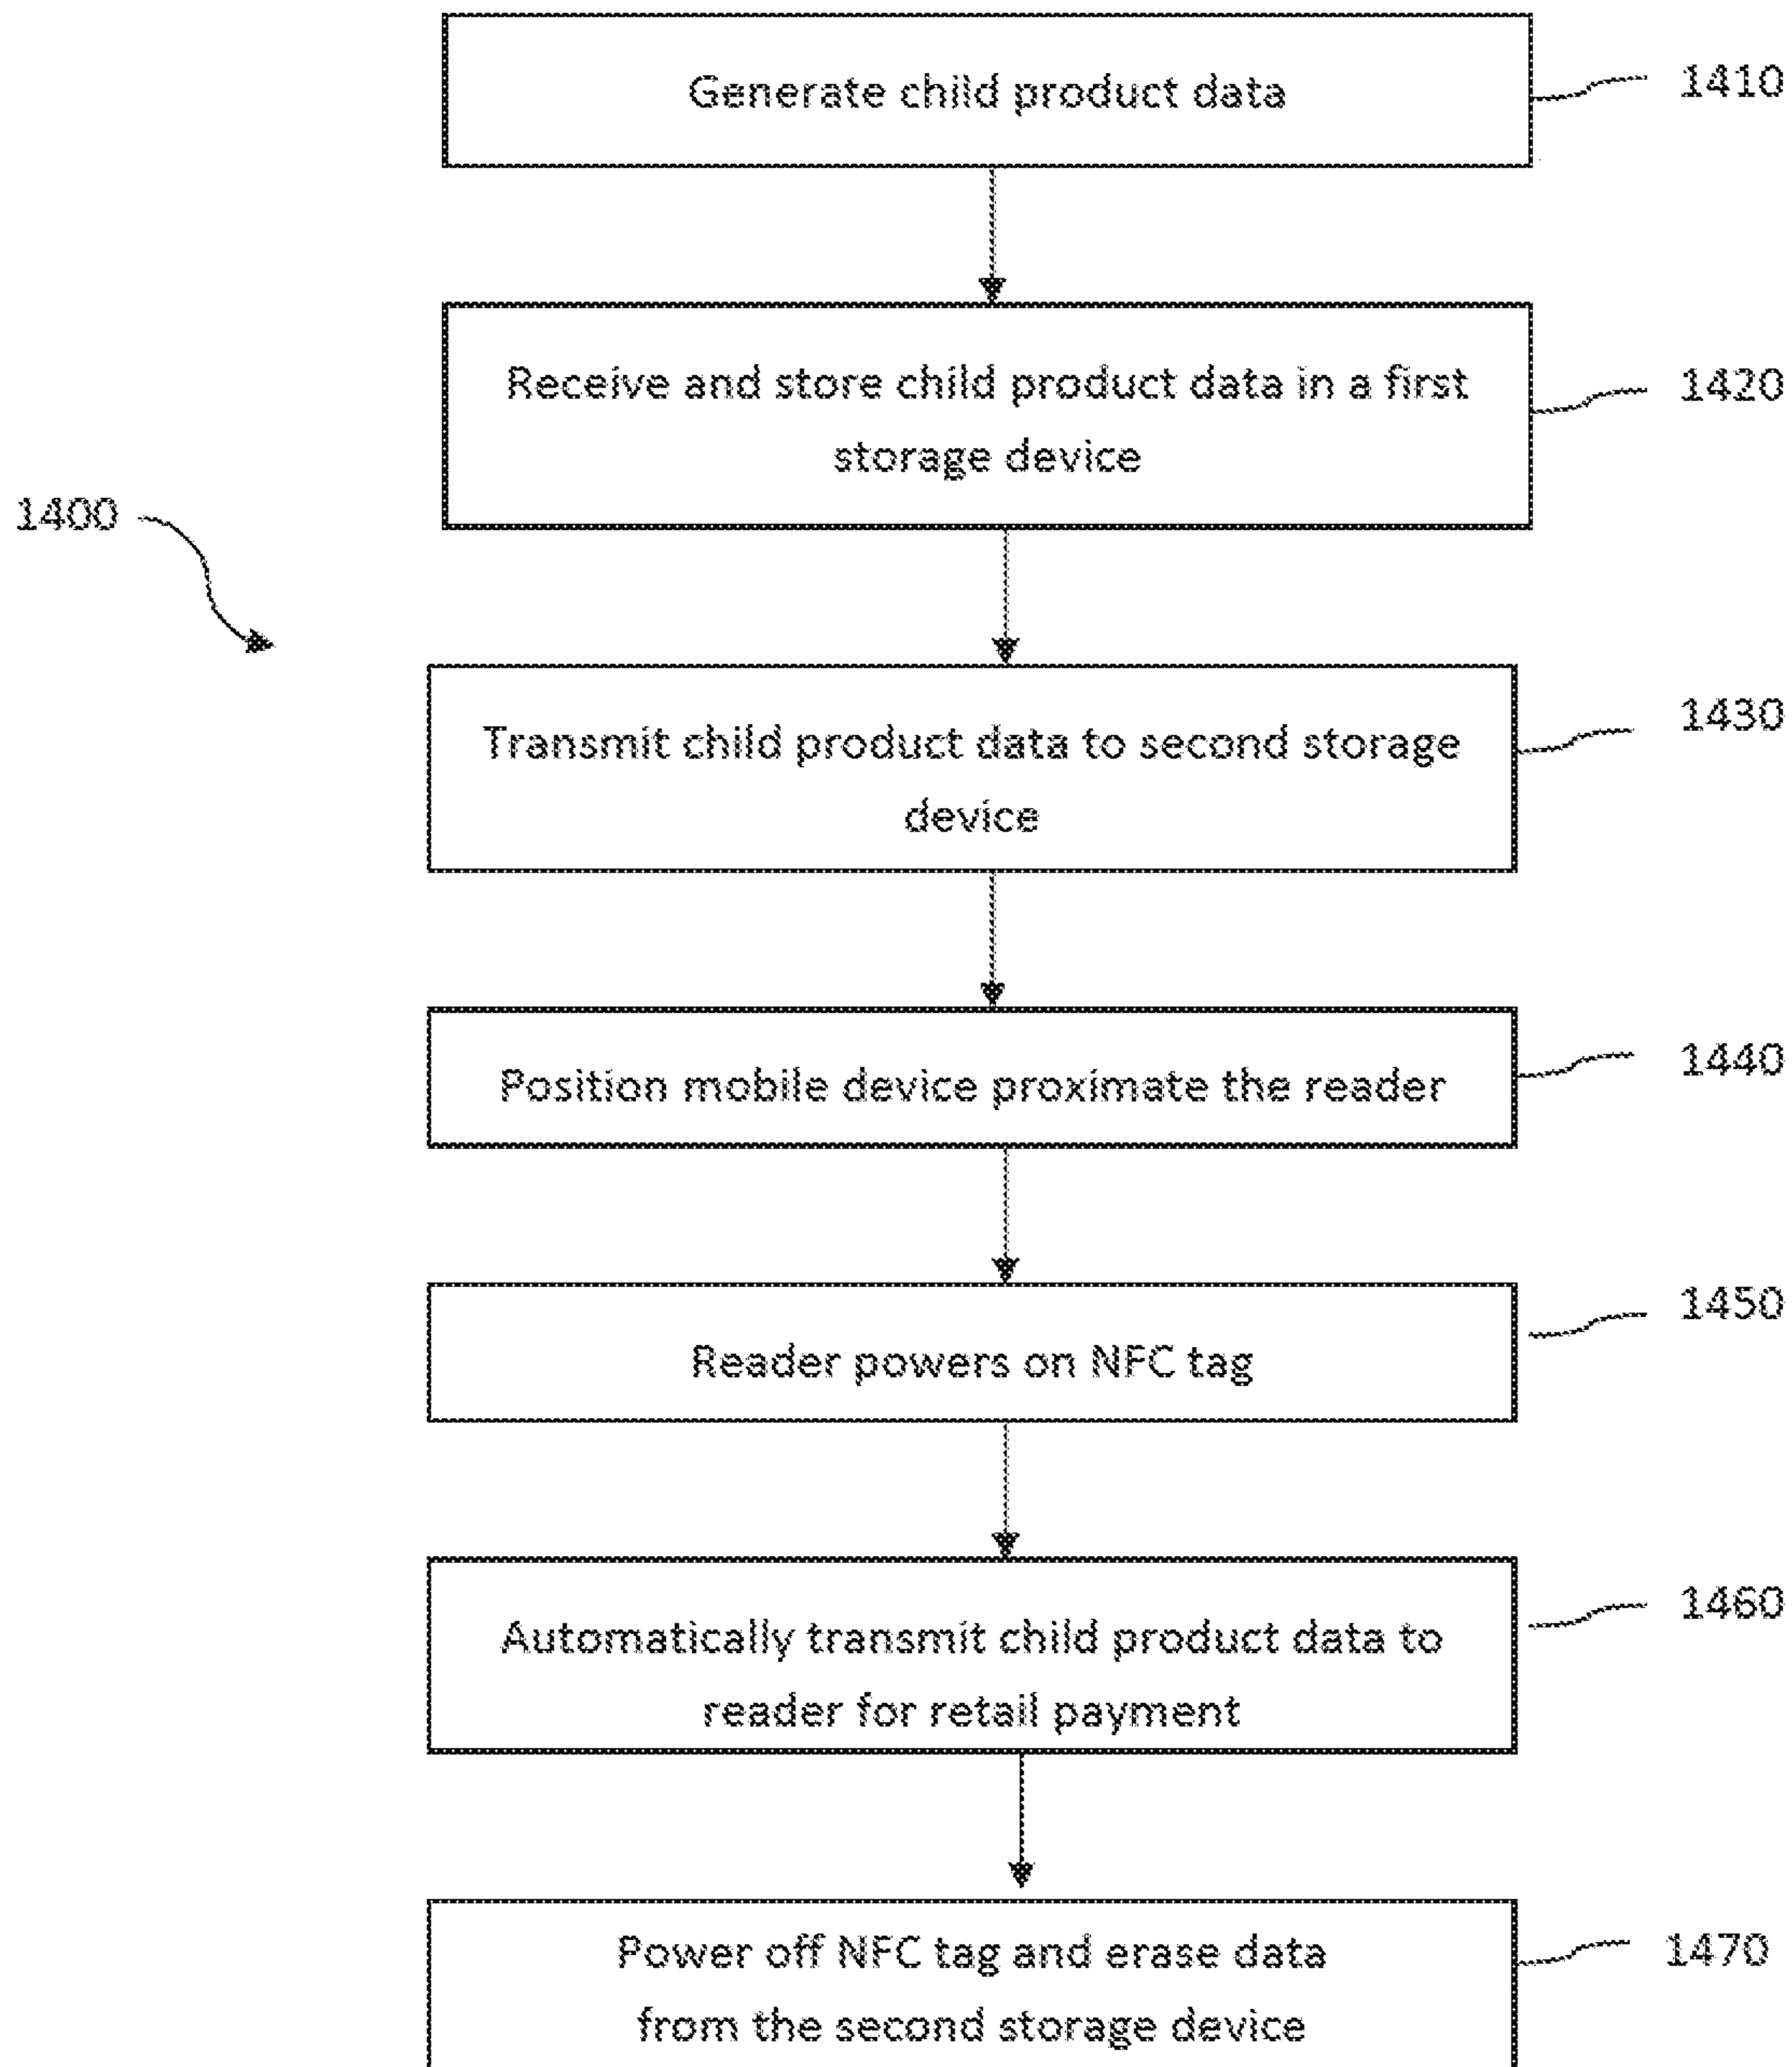 Generate child product data
1410
Receive and store child product data in a first
storage device
1420
1400
Transmit child product data to second storage
device
1430
Position mobile device proximate the reader
1440
Reader powers on NFC tag
1450
Automatically transmit child product data to
reader for retail payment
1460
Power off NFC tag and erase data
from the second storage device
1470